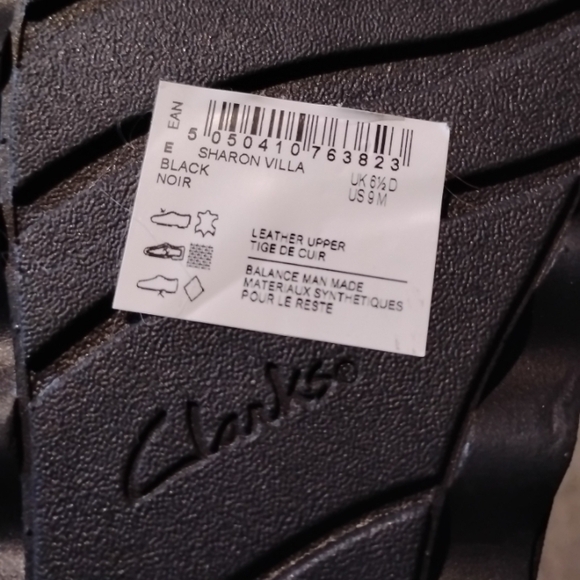 EAN
5 050410 763823
E SHARON VILLA
BLACK
NOIR
UK 6½ D
US 9 M
LEATHER UPPER
TIGE DE CUIR
BALANCE MAN MADE
MATERIAUX SYNTHETIQUES
POUR LE RESTE
Clarks